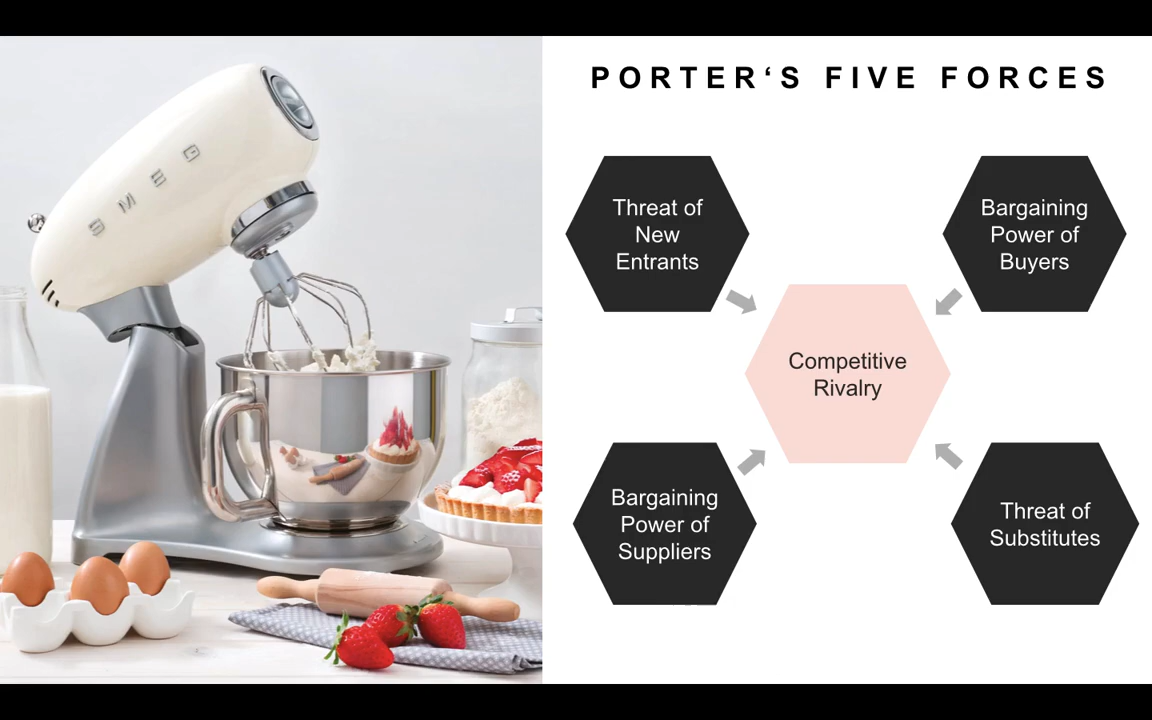 SMEG
PORTER‘S FIVE FORCES
Threat of
New
Entrants
Bargaining
Power of
Buyers
Competitive
Rivalry
Bargaining
Power of
Suppliers
Threat of
Substitutes